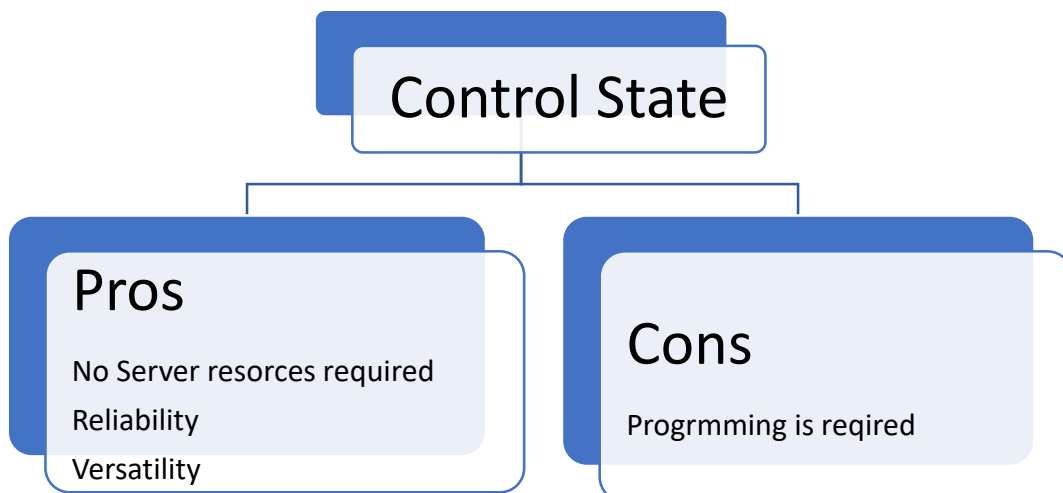 Control State
Pros
No Server resorces required
Reliability
Versatility
Cons
Progrmming is reqired